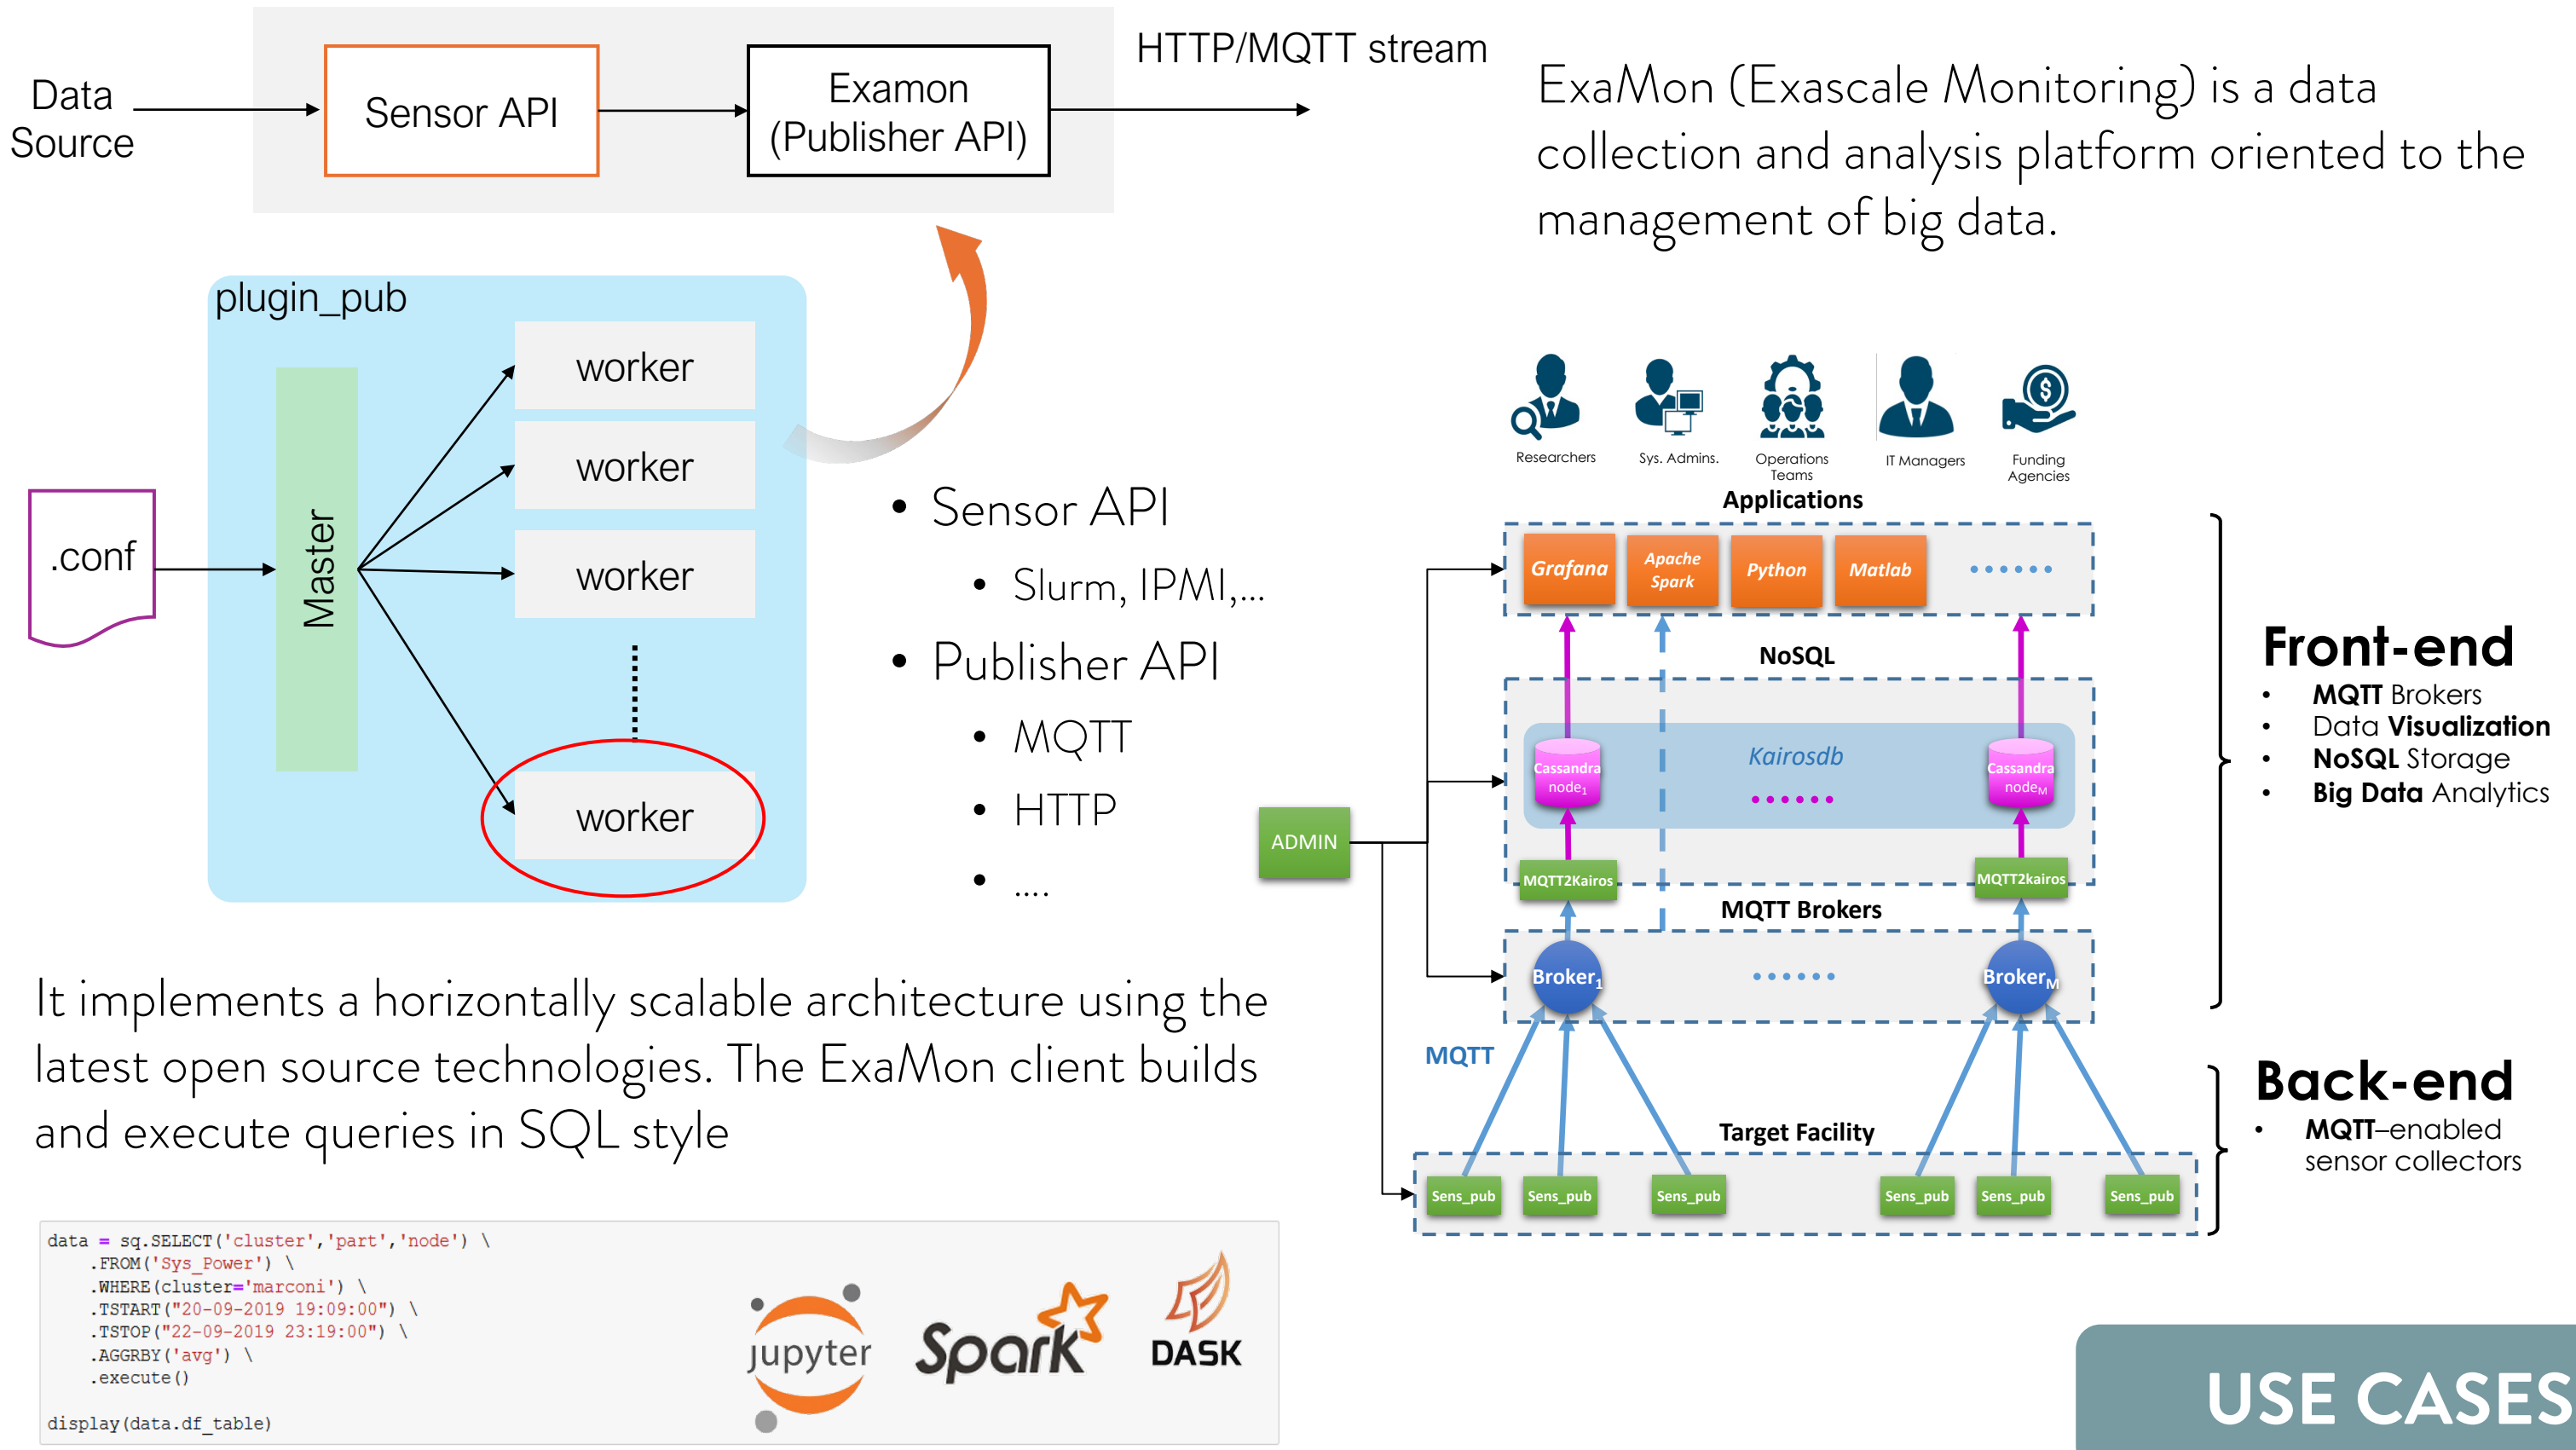 Data
Source
Sensor API
Examon
(Publisher API)
HTTP/MQTT stream
ExaMon (Exascale Monitoring) is a data
collection and analysis platform oriented to the
management of big data.
plugin_pub
.conf
Master
worker
worker
worker
worker
• Sensor API
• Slurm, IPMI,...
• Publisher API
• MQTT
• HTTP
• ....
It implements a horizontally scalable architecture using the
latest open source technologies. The ExaMon client builds
and execute queries in SQL style
data = sq.SELECT('cluster','part','node') \
.FROM('Sys_Power') \
.WHERE(cluster='marconi') \
.TSTART("20-09-2019 19:09:00") \
.TSTOP("22-09-2019 23:19:00") \
.AGGRBY('avg') \
.execute()
display(data.df_table)
jupyter
Spark
DASK
Researchers
Sys. Admins.
Operations
Teams
IT Managers
Funding
Agencies
Applications
Grafana
Apache
Spark
Python
Matlab
NoSQL
Kairosdb
Cassandra
node1
Cassandra
nodeM
ADMIN
MQTT2Kairos
MQTT2kairos
MQTT Brokers
Broker1
BrokerM
MQTT
Target Facility
Sens_pub
Sens_pub
Sens_pub
Sens_pub
Sens_pub
Sens_pub
Front-end
• MQTT Brokers
• Data Visualization
• NoSQL Storage
• Big Data Analytics
Back-end
• MQTT–enabled
sensor collectors
USE CASES